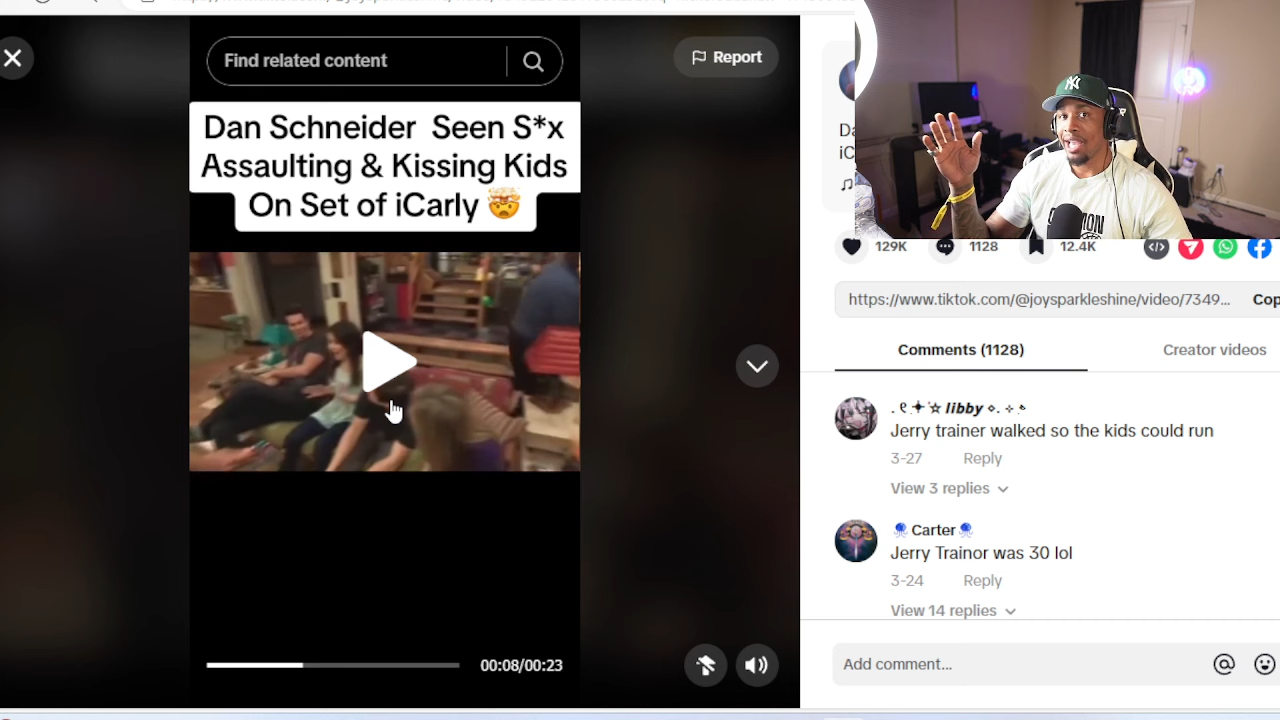 Find related content
Report
Dan Schneider Seen S*x
Assaulting & Kissing Kids
On Set of iCarly 🤯
00:08/00:23
129K
1128
12.4K
https://www.tiktok.com/@joysparkleshine/video/7349...
Cop
Comments (1128)
Creator videos
libby
Jerry trainer walked so the kids could run
3-27 Reply
View 3 replies
Carter
Jerry Trainor was 30 lol
3-24 Reply
View 14 replies
Add comment...